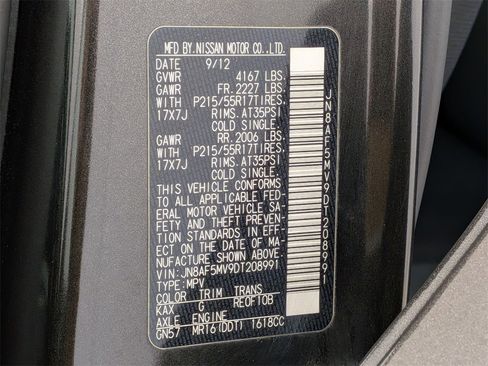 MFD BY.NISSAN MOTOR CO.,LTD.
DATE 9/12
GVWR 4167 LBS.
GAWR FR. 2227 LBS.
WITH P215/55R17TIRES,
17X7J RIMS.AT35PSI
COLD SINGLE.
GAWR RR. 2006 LBS.
WITH P215/55R17TIRES,
17X7J RIMS.AT35PSI
COLD SINGLE.
THIS VEHICLE CONFORMS
TO ALL APPLICABLE FED-
ERAL MOTOR VEHICLE SA-
FETY AND THEFT PREVEN-
TION STANDARDS IN EFF-
ECT ON THE DATE OF MA-
NUFACTURE SHOWN ABOVE.
VIN: JN8AF5MV9DT208991
TYPE:MPV
COLOR TRIM TRANS
KAX G RE0F10B
AXLE ENGINE
GN57 MR16(DDT) 1618CC
JN8AF5MV9DT208991